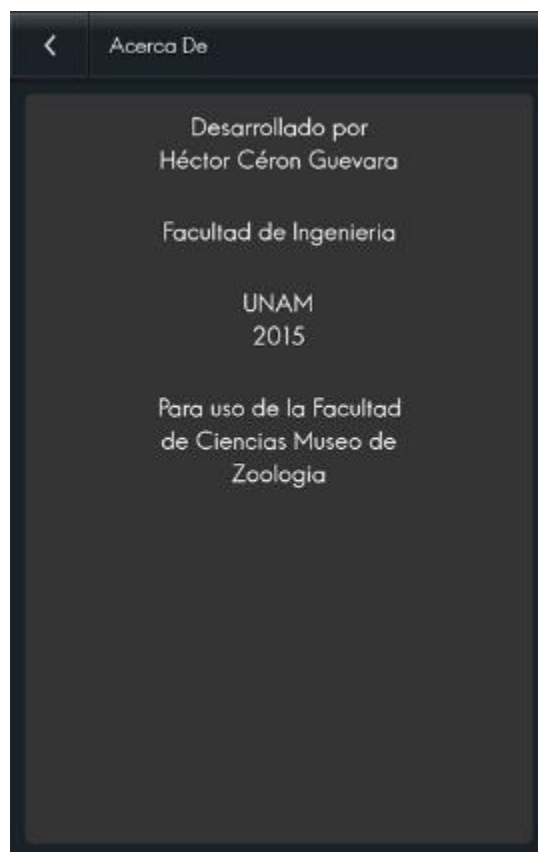 Acerca De
Desarrollado por
Héctor Céron Guevara
Facultad de Ingenieria
UNAM
2015
Para uso de la Facultad
de Ciencias Museo de
Zoologia